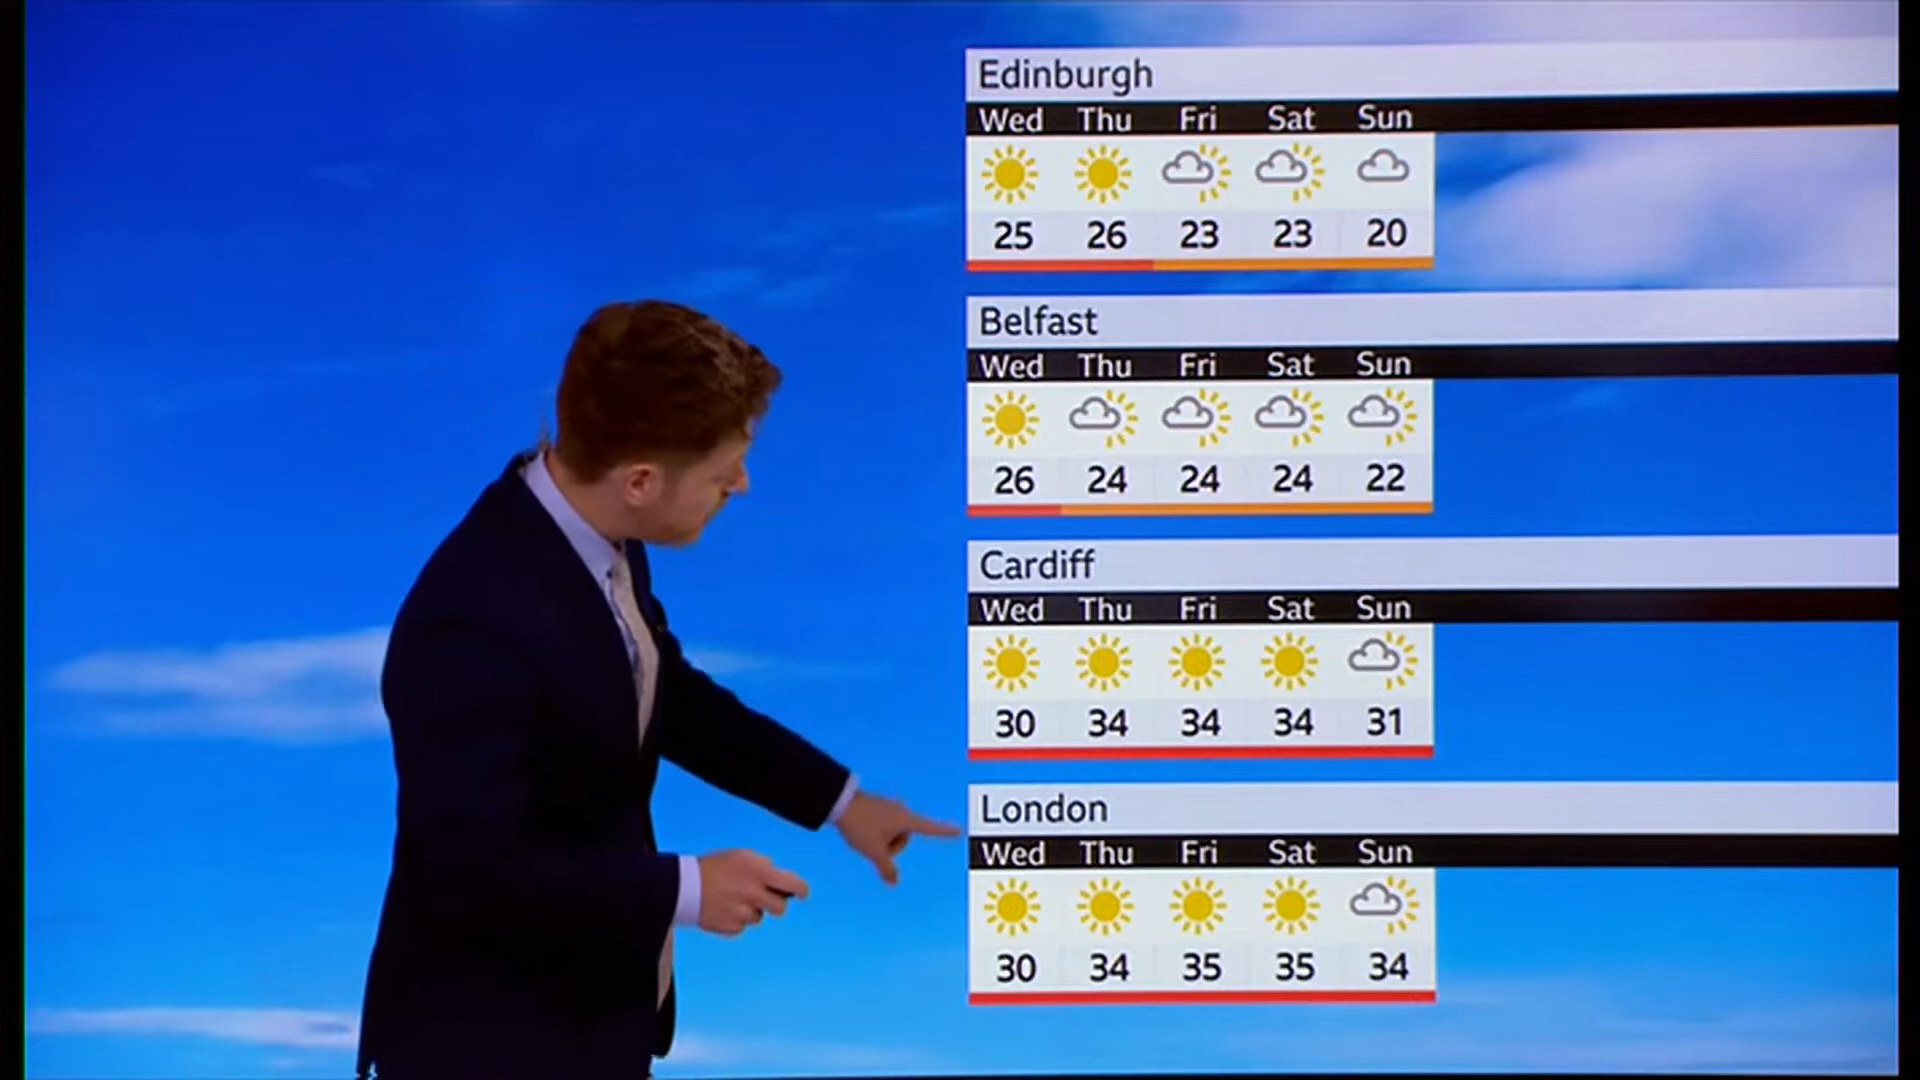 Edinburgh
Wed Thu Fri Sat Sun
25 26 23 23 20
Belfast
Wed Thu Fri Sat Sun
26 24 24 24 22
Cardiff
Wed Thu Fri Sat Sun
30 34 34 34 31
London
Wed Thu Fri Sat Sun
30 34 35 35 34